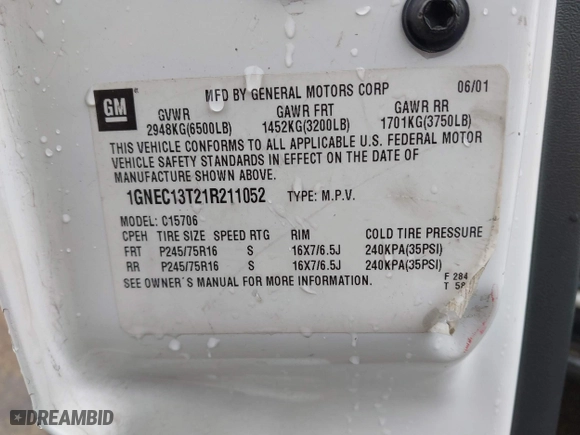 MFD BY GENERAL MOTORS CORP 06/01
GM
GVWR GAWR FRT GAWR RR
2948KG(6500LB) 1452KG(3200LB) 1701KG(3750LB)
THIS VEHICLE CONFORMS TO ALL APPLICABLE U.S. FEDERAL MOTOR
VEHICLE SAFETY STANDARDS IN EFFECT ON THE DATE OF
MANUFACTURE SHOWN ABOVE.
1GNEC13T21R211052 TYPE: M.P.V.
MODEL: C15706
CPEH TIRE SIZE SPEED RTG RIM COLD TIRE PRESSURE
FRT P245/75R16 S 16X7/6.5J 240KPA(35PSI)
RR P245/75R16 S 16X7/6.5J 240KPA(35PSI)
SEE OWNER'S MANUAL FOR MORE INFORMATION.
F 284
T 58
DREAMBID